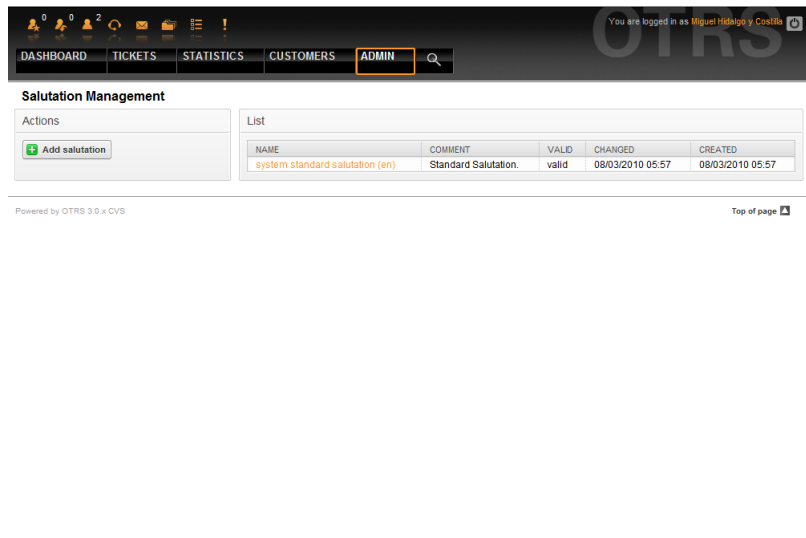 0 0 2
You are logged in as Miguel Hidalgo y Costilla
OTRS
DASHBOARD TICKETS STATISTICS CUSTOMERS ADMIN
Salutation Management
Actions
Add salutation
List
NAME COMMENT VALID CHANGED CREATED
system standard salutation (en) Standard Salutation. valid 08/03/2010 05:57 08/03/2010 05:57
Powered by OTRS 3.0.x CVS
Top of page